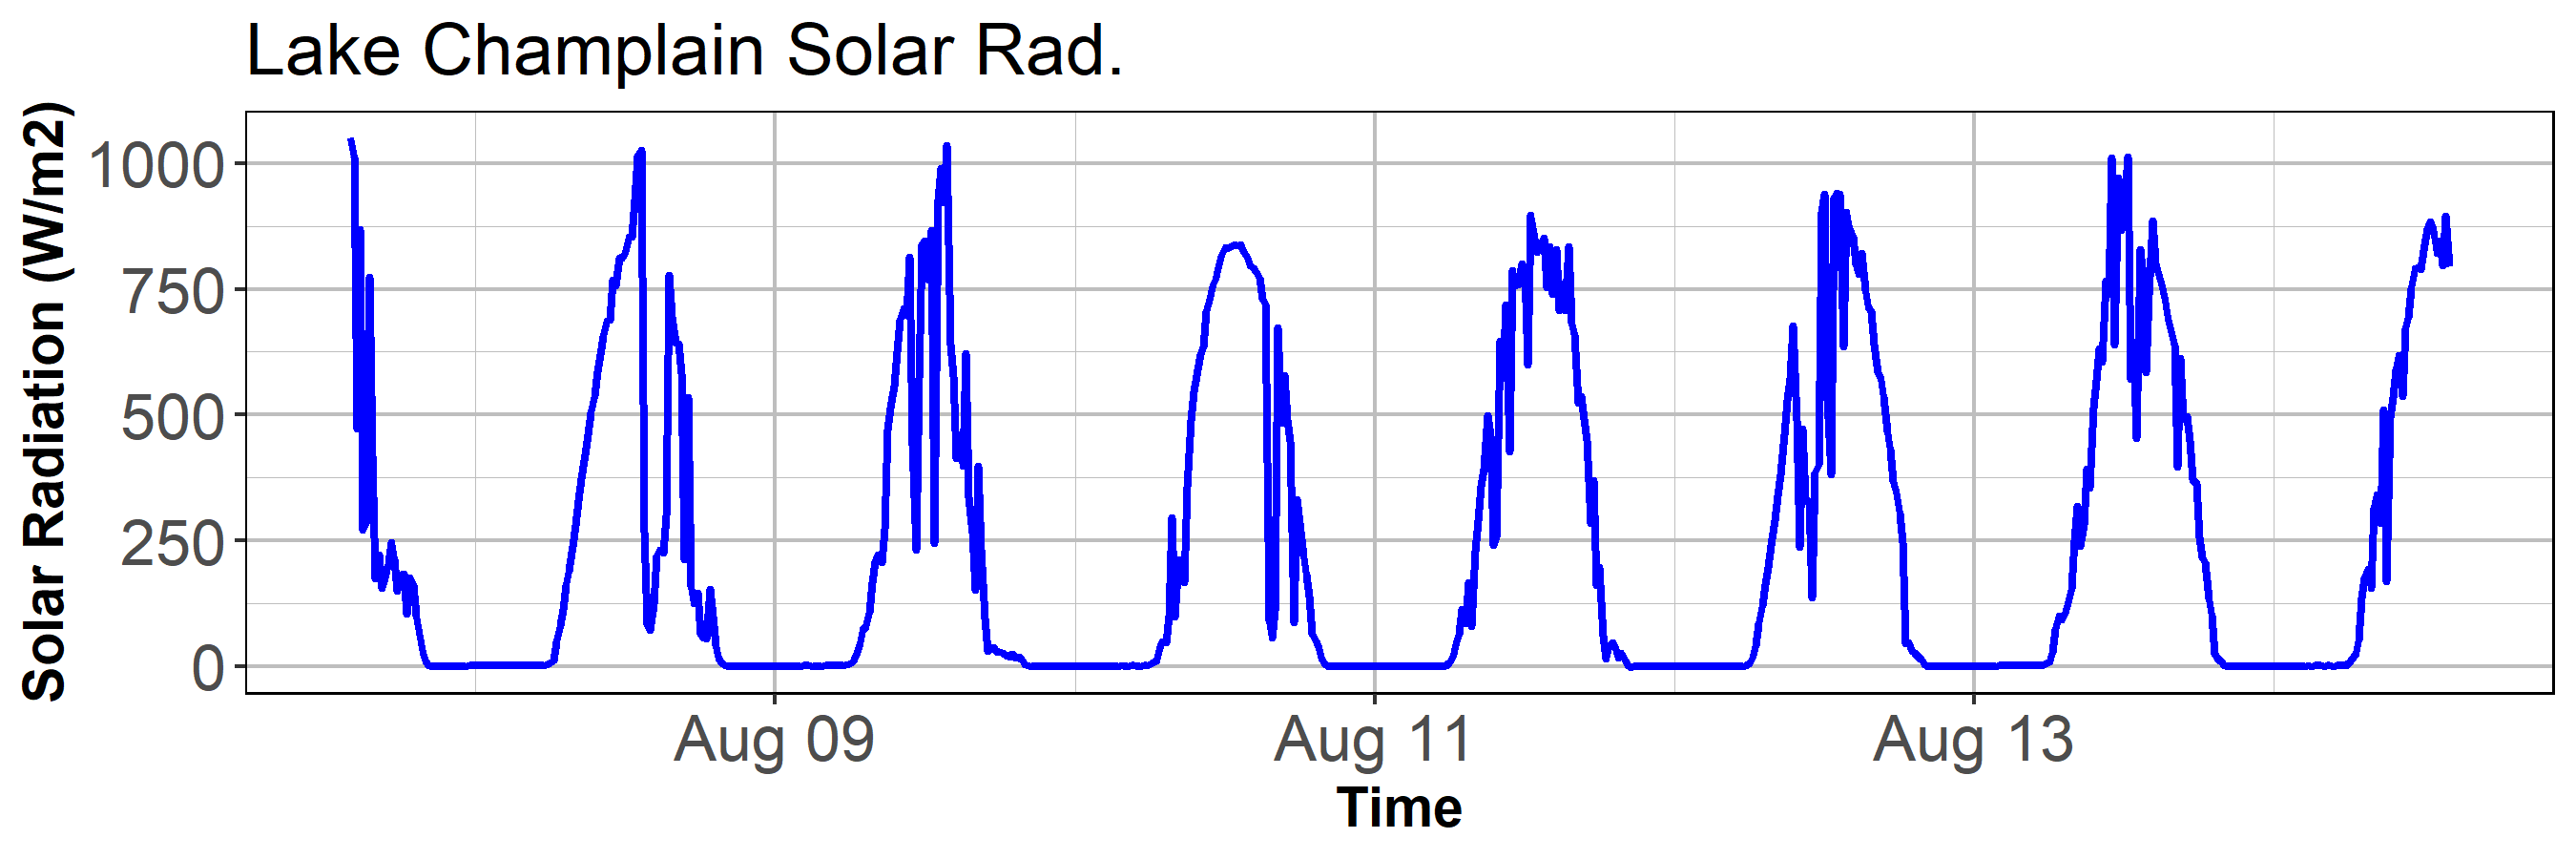 Lake Champlain Solar Rad.
Solar Radiation (W/m2)
1000
750
500
250
0
Aug 09
Aug 11
Aug 13
Time